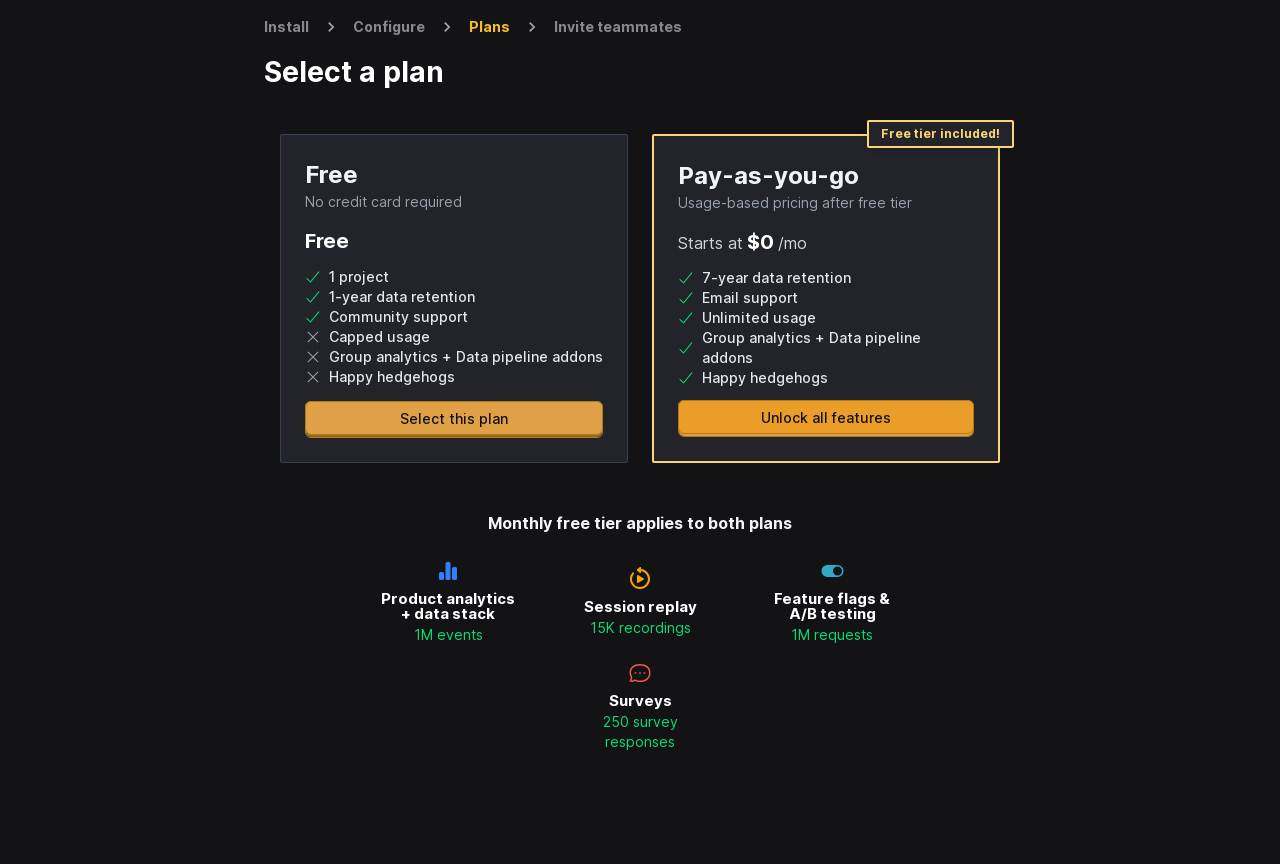 Install
Configure
Plans
Invite teammates
Select a plan
Free
No credit card required
Free
1 project
1-year data retention
Community support
Capped usage
Group analytics + Data pipeline addons
Happy hedgehogs
Select this plan
Free tier included!
Pay-as-you-go
Usage-based pricing after free tier
Starts at $0 /mo
7-year data retention
Email support
Unlimited usage
Group analytics + Data pipeline
addons
Happy hedgehogs
Unlock all features
Monthly free tier applies to both plans
Product analytics
+ data stack
1M events
Session replay
15K recordings
Feature flags &
A/B testing
1M requests
Surveys
250 survey
responses